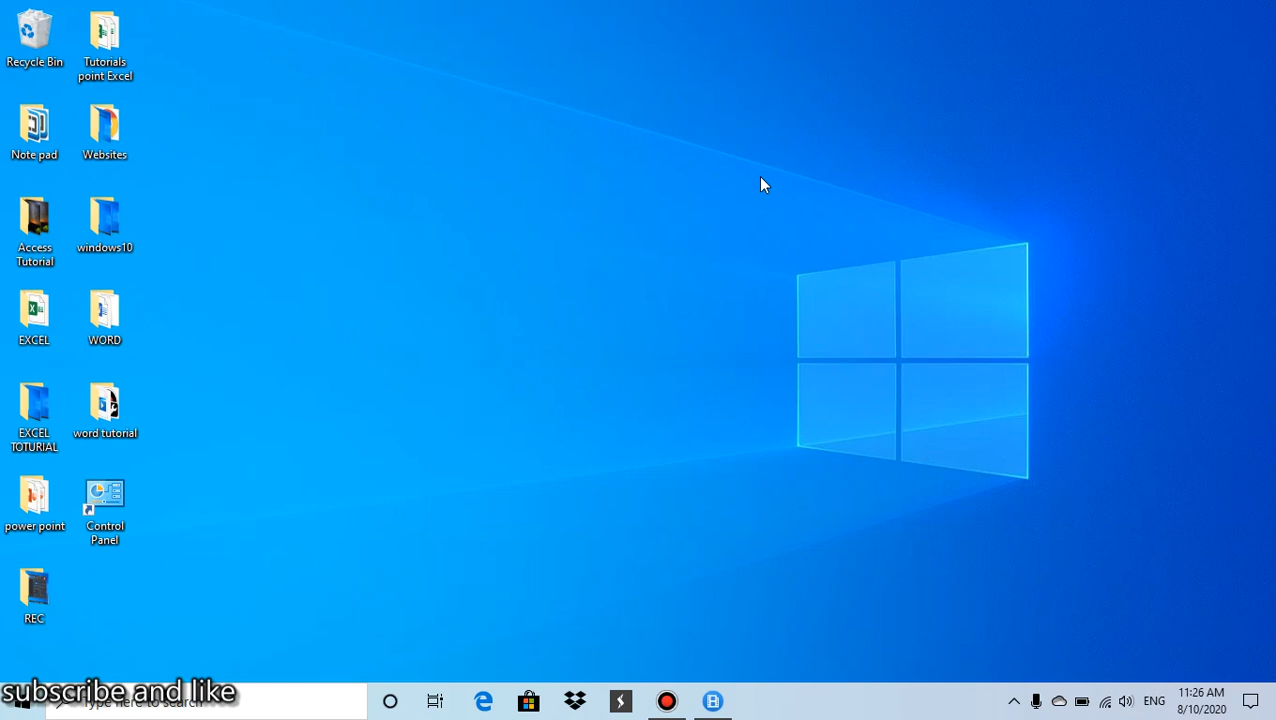 Recycle Bin
Tutorials
point Excel
Note pad
Websites
Access
Tutorial
windows10
EXCEL
WORD
EXCEL
TOTURIAL
word tutorial
power point
Control
Panel
REC
subscribe and like
Type here to search
ENG
11:26 AM
8/10/2020